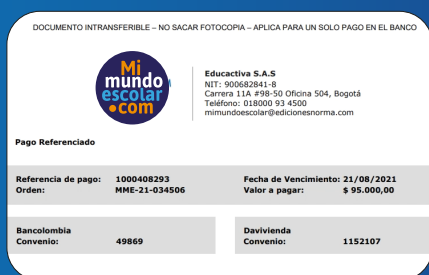 DOCUMENTO INTRANSFERIBLE – NO SACAR FOTOCOPIA – APLICA PARA UN SOLO PAGO EN EL BANCO
Mi
mundo
escolar
.com
Educactiva S.A.S
NIT: 900682841-8
Carrera 11A #98-50 Oficina 504, Bogotá
Teléfono: 018000 93 4500
mimundoescolar@edicionesnorma.com
Pago Referenciado
Referencia de pago: 1000408293 Fecha de Vencimiento: 21/08/2021
Orden: MME-21-034506 Valor a pagar: $ 95.000,00
Bancolombia Davivienda
Convenio: 49869 Convenio: 1152107